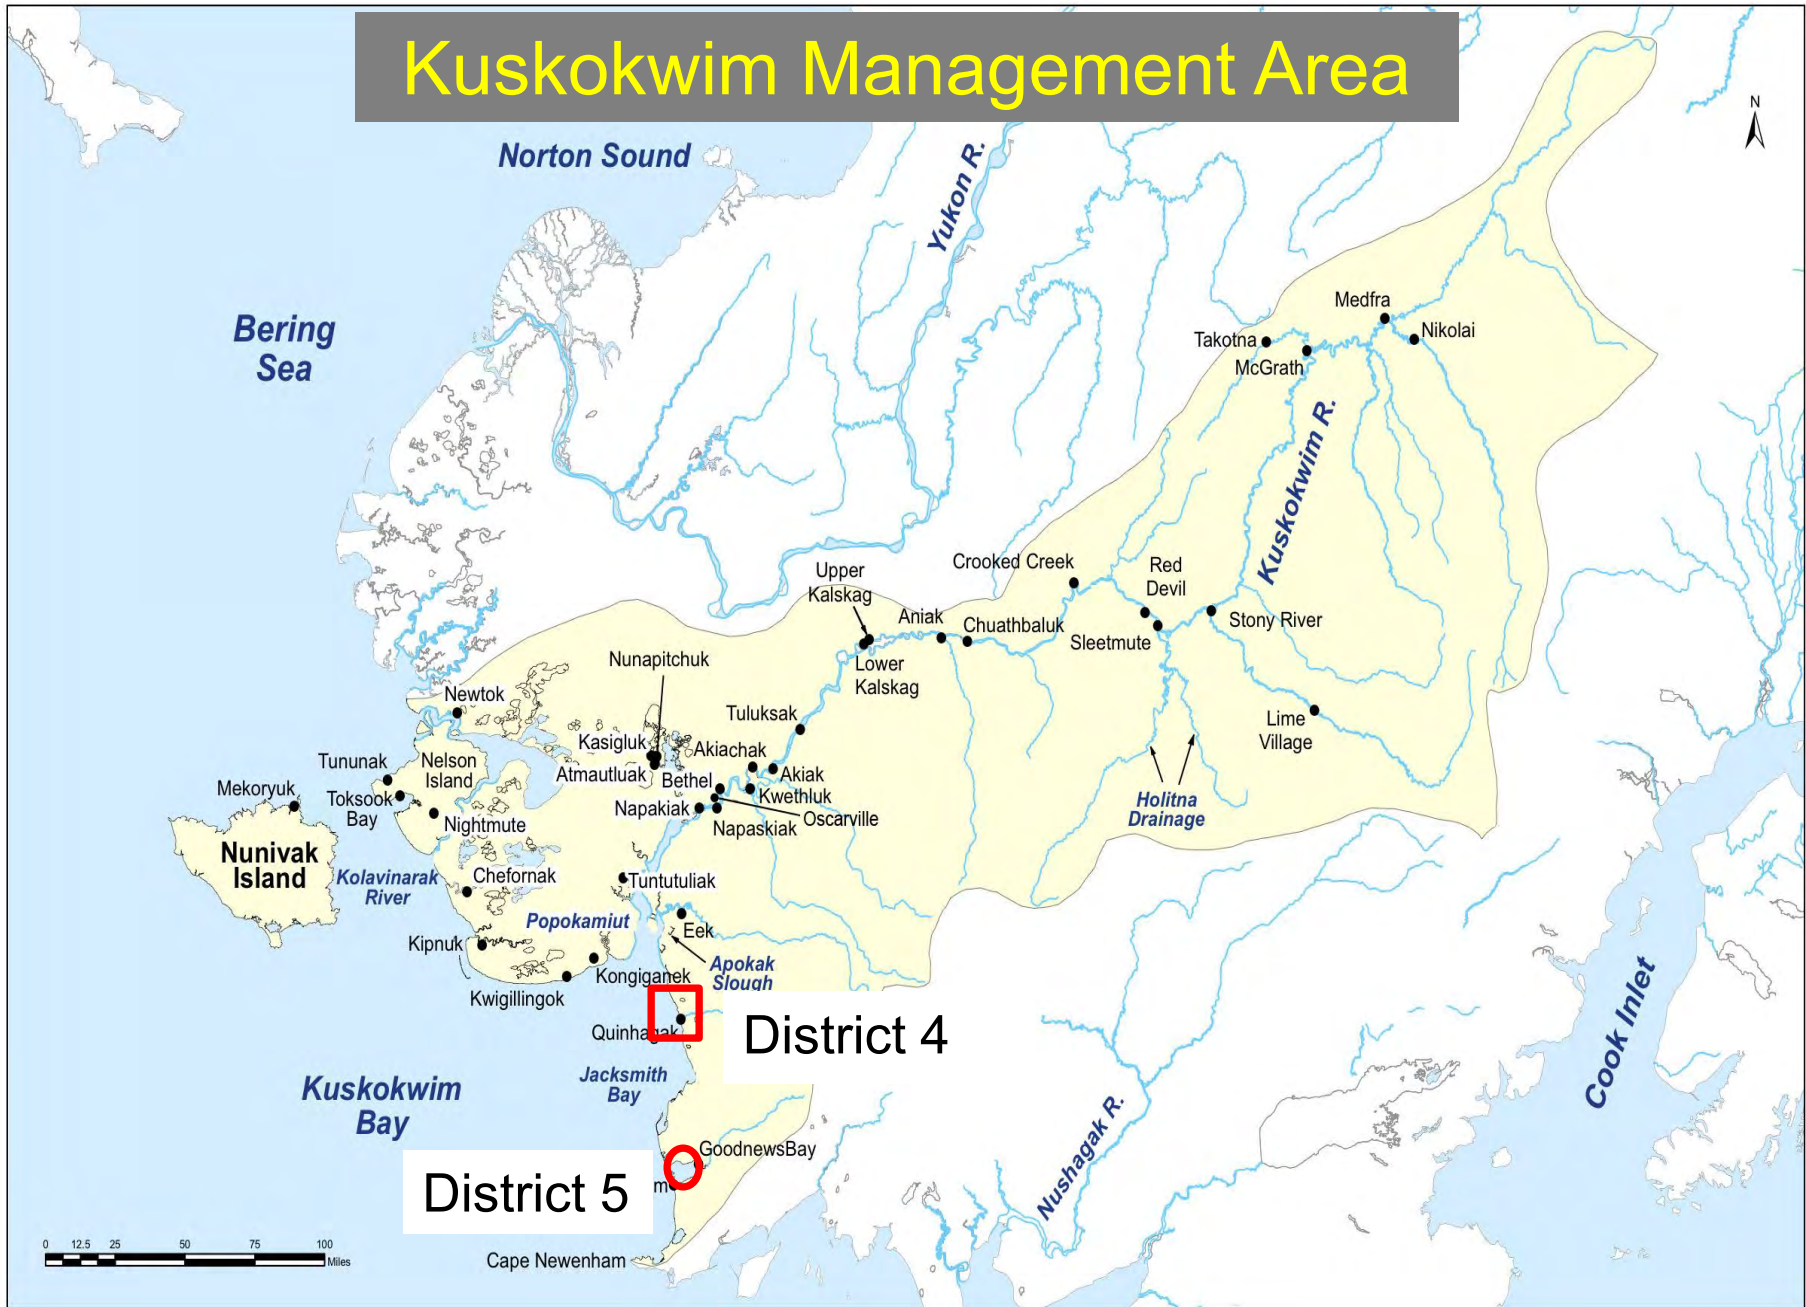 Kuskokwim Management Area
N
Norton Sound
Yukon R.
Bering
Sea
Medfra
Nikolai
Takotna
McGrath
Kuskokwim R.
Crooked Creek
Red
Devil
Upper
Kalskag
Aniak
Chuathbaluk
Stony River
Sleetmute
Nunapitchuk
Lower
Kalskag
Newtok
Tuluksak
Lime
Village
Kasigluk
Akiachak
Tununak
Nelson
Island
Atmautluak
Bethel
Akiak
Mekoryuk
Toksook
Bay
Kwethluk
Holitna
Drainage
Napakiak
Oscarville
Nightmute
Napaskiak
Nunivak
Island
Kolavinarak
River
Chefornak
Tuntutuliak
Popokamiut
Eek
Kipnuk
Apokak
Slough
Kongiganek
Kwigillingok
Quinhagak
District 4
Cook Inlet
Jacksmith
Bay
Kuskokwim
Bay
Nushagak R.
GoodnewsBay
District 5
m
0 12.5 25 50 75 100
Miles
Cape Newenham